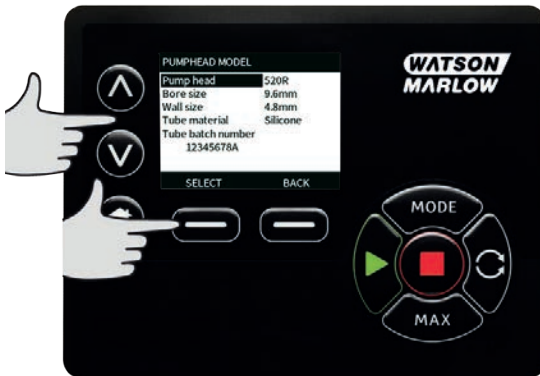 PUMPHEAD MODEL
Pump head 520R
Bore size 9.6mm
Wall size 4.8mm
Tube material Silicone
Tube batch number
12345678A
SELECT BACK
WATSON
MARLOW
MODE
MAX